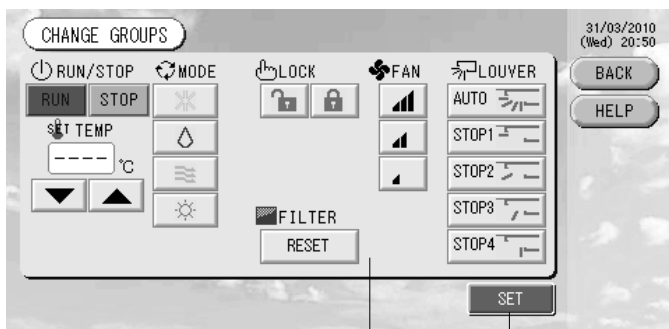 CHANGE GROUPS
31/03/2010
(Wed) 20:50
RUN/STOP
MODE
LOCK
FAN
LOUVER
BACK
RUN
STOP
AUTO
HELP
SET TEMP
STOP1
----°C
STOP2
STOP3
FILTER
RESET
STOP4
SET